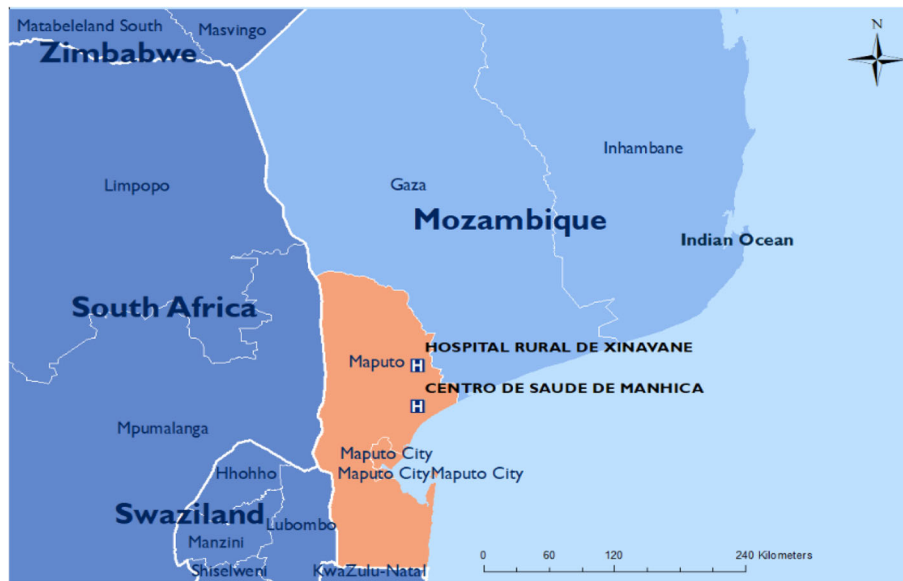 Matabeleland South
Masvingo
Zimbabwe
N
Inhambane
Limpopo
Gaza
Mozambique
Indian Ocean
South Africa
HOSPITAL RURAL DE XINAVANE
Maputo H
CENTRO DE SAUDE DE MANHICA
H
Mpumalanga
Maputo City
Hhohho
Maputo City Maputo City
Swaziland
Lubombo
Manzini
Shiselweni
KwaZulu-Natal
0 60 120 240 Kilometers